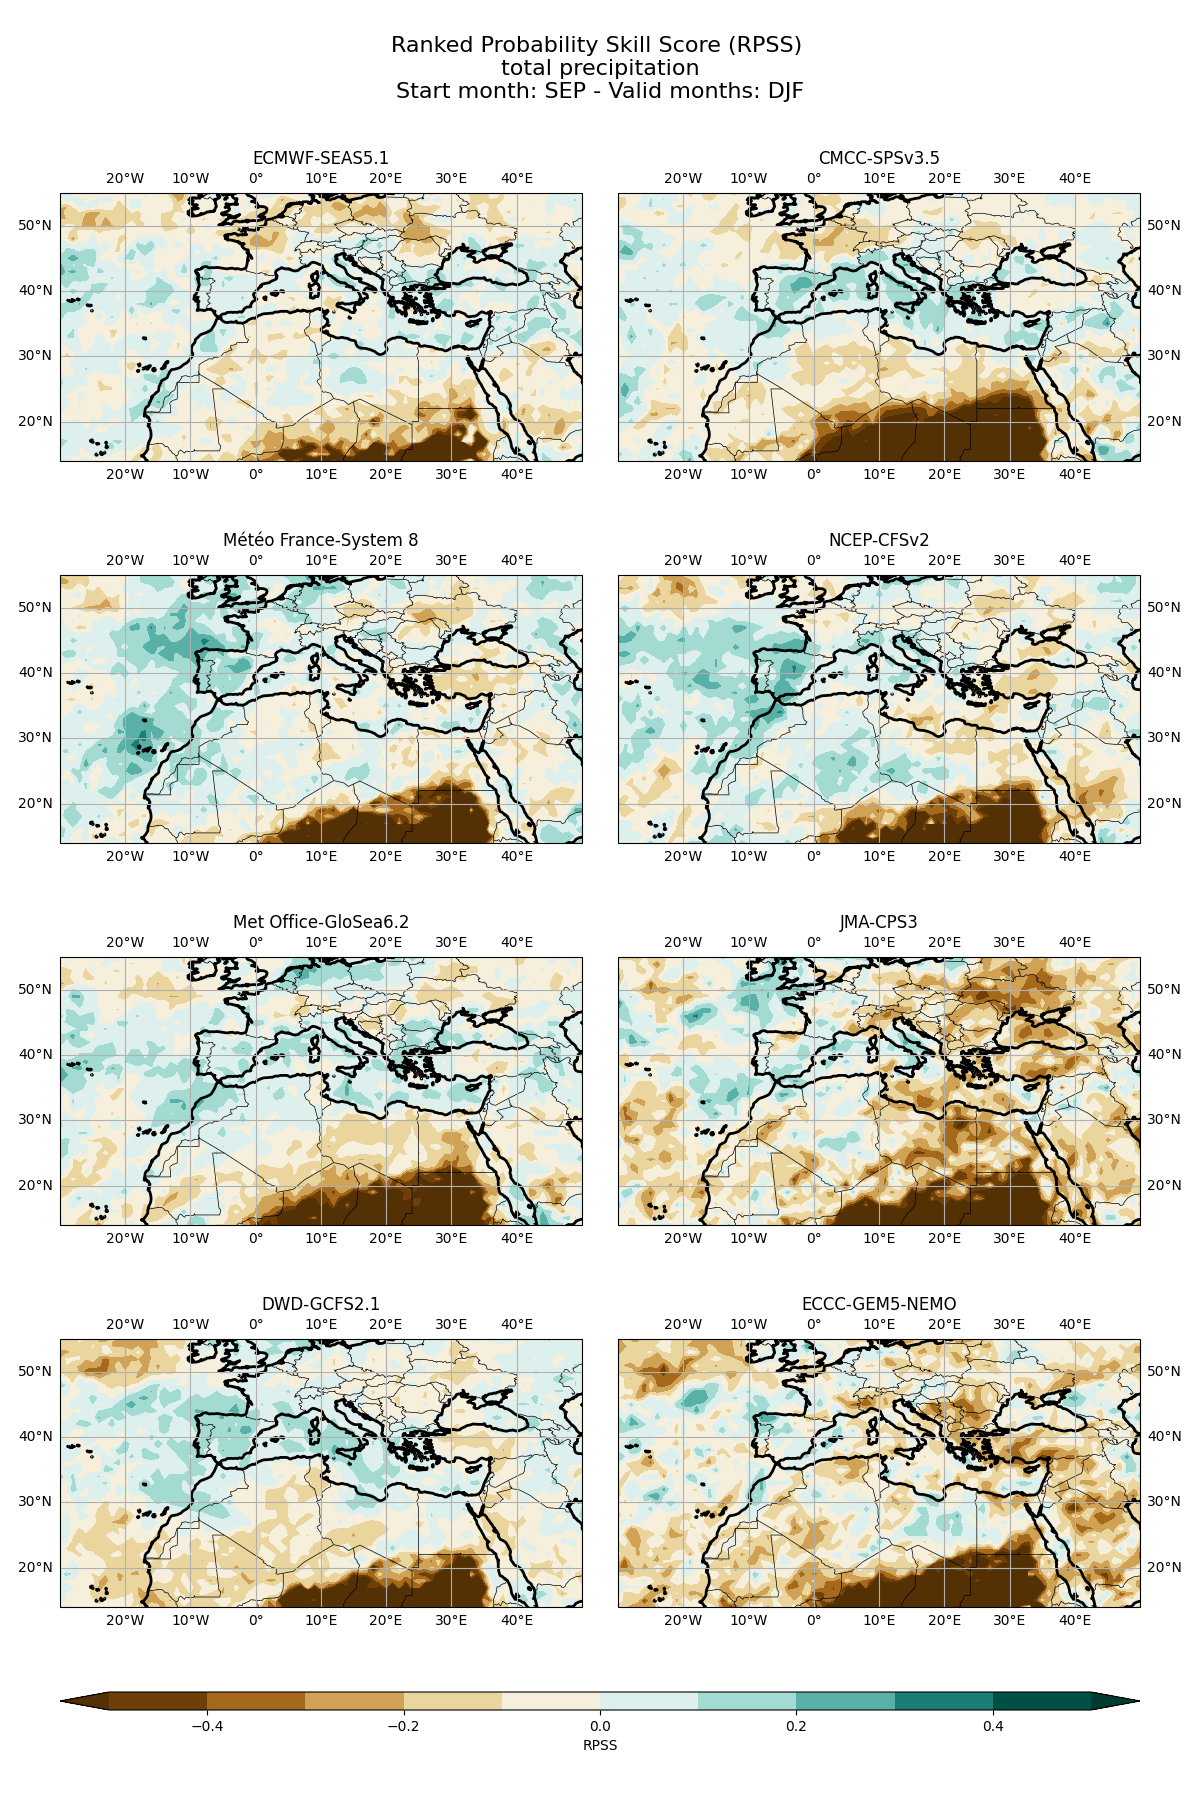 Ranked Probability Skill Score (RPSS)
total precipitation
Start month: SEP - Valid months: DJF
ECMWF-SEAS5.1
20°W 10°W 0° 10°E 20°E 30°E 40°E
50°N
40°N
30°N
20°N
20°W 10°W 0° 10°E 20°E 30°E 40°E
CMCC-SPSv3.5
20°W 10°W 0° 10°E 20°E 30°E 40°E
50°N
40°N
30°N
20°N
20°W 10°W 0° 10°E 20°E 30°E 40°E
Météo France-System 8
20°W 10°W 0° 10°E 20°E 30°E 40°E
50°N
40°N
30°N
20°N
20°W 10°W 0° 10°E 20°E 30°E 40°E
NCEP-CFSv2
20°W 10°W 0° 10°E 20°E 30°E 40°E
50°N
40°N
30°N
20°N
20°W 10°W 0° 10°E 20°E 30°E 40°E
Met Office-GloSea6.2
20°W 10°W 0° 10°E 20°E 30°E 40°E
50°N
40°N
30°N
20°N
20°W 10°W 0° 10°E 20°E 30°E 40°E
JMA-CPS3
20°W 10°W 0° 10°E 20°E 30°E 40°E
50°N
40°N
30°N
20°N
20°W 10°W 0° 10°E 20°E 30°E 40°E
DWD-GCFS2.1
20°W 10°W 0° 10°E 20°E 30°E 40°E
50°N
40°N
30°N
20°N
20°W 10°W 0° 10°E 20°E 30°E 40°E
ECCC-GEM5-NEMO
20°W 10°W 0° 10°E 20°E 30°E 40°E
50°N
40°N
30°N
20°N
20°W 10°W 0° 10°E 20°E 30°E 40°E
−0.4 −0.2 0.0 0.2 0.4
RPSS